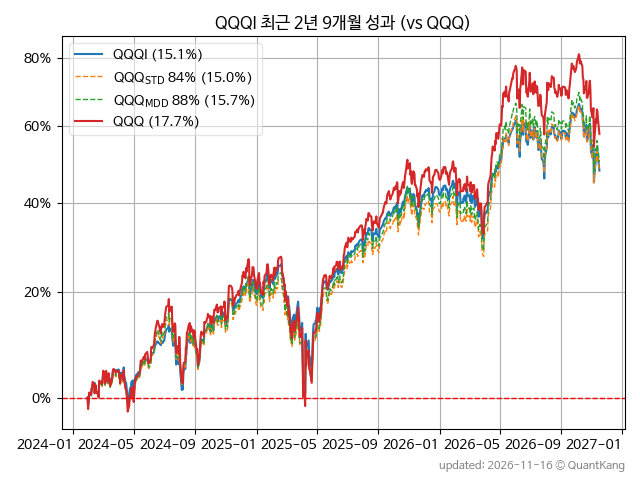 QQQI 최근 2년 9개월 성과 (vs QQQ)
QQQI (15.1%)
QQQSTD 84% (15.0%)
QQQMDD 88% (15.7%)
QQQ (17.7%)
80%
60%
40%
20%
0%
2024-01 2024-05 2024-09 2025-01 2025-05 2025-09 2026-01 2026-06 2026-09 2027-01
updated: 2026-11-16 © QuantKang